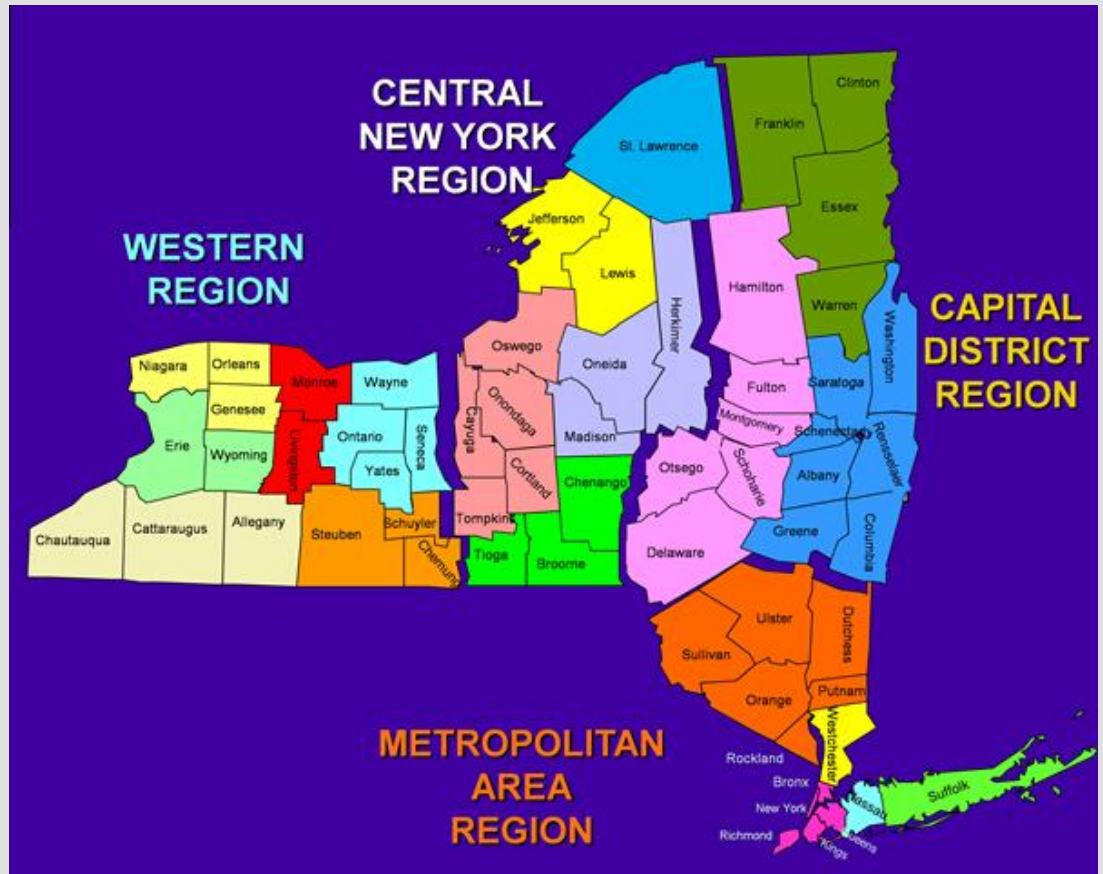 CENTRAL
NEW YORK
REGION
WESTERN
REGION
CAPITAL
DISTRICT
REGION
METROPOLITAN
AREA
REGION
Clinton
Franklin
St. Lawrence
Essex
Jefferson
Lewis
Hamilton
Herkimer
Warren
Washington
Oswego
Oneida
Niagara
Orleans
Monroe
Wayne
Fulton
Saratoga
Genesee
Onondaga
Cayuga
Madison
Montgomery
Schenectady
Rensselaer
Erie
Wyoming
Livingston
Ontario
Seneca
Yates
Cortland
Chenango
Otsego
Schoharie
Albany
Chautauqua
Cattaraugus
Allegany
Steuben
Schuyler
Chemung
Tompkins
Tioga
Broome
Delaware
Greene
Columbia
Ulster
Dutchess
Sullivan
Orange
Putnam
Westchester
Rockland
Bronx
New York
Richmond
Kings
Queens
Nassau
Suffolk